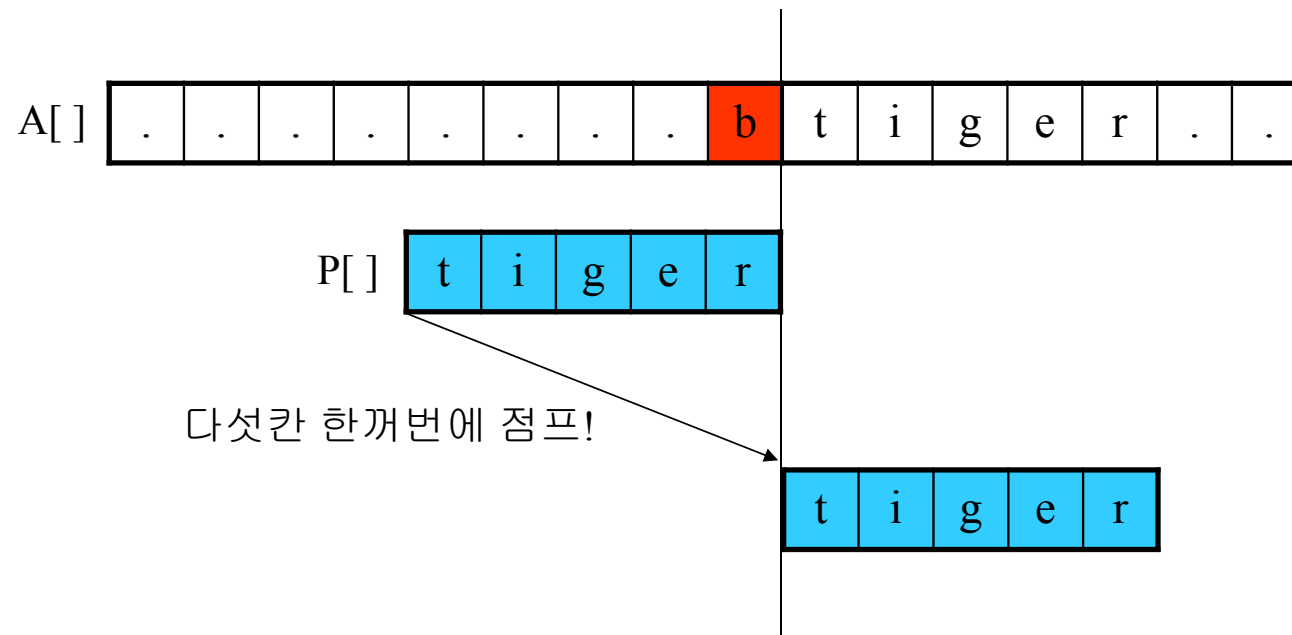 A[ ] . . . . . . . . b t i g e r . .
P[ ] t i g e r
다섯칸 한꺼번에 점프!
t i g e r